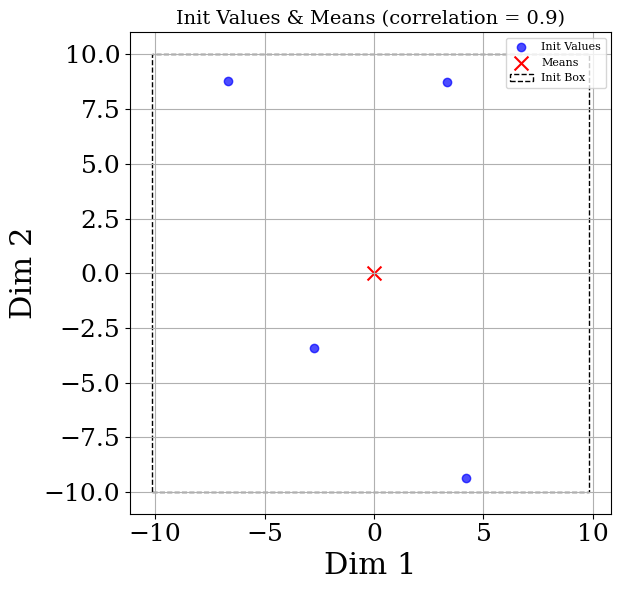 Init Values & Means (correlation = 0.9)
Init Values
Means
Init Box
10.0
7.5
5.0
2.5
0.0
−2.5
−5.0
−7.5
−10.0
Dim 2
−10
−5
0
5
10
Dim 1